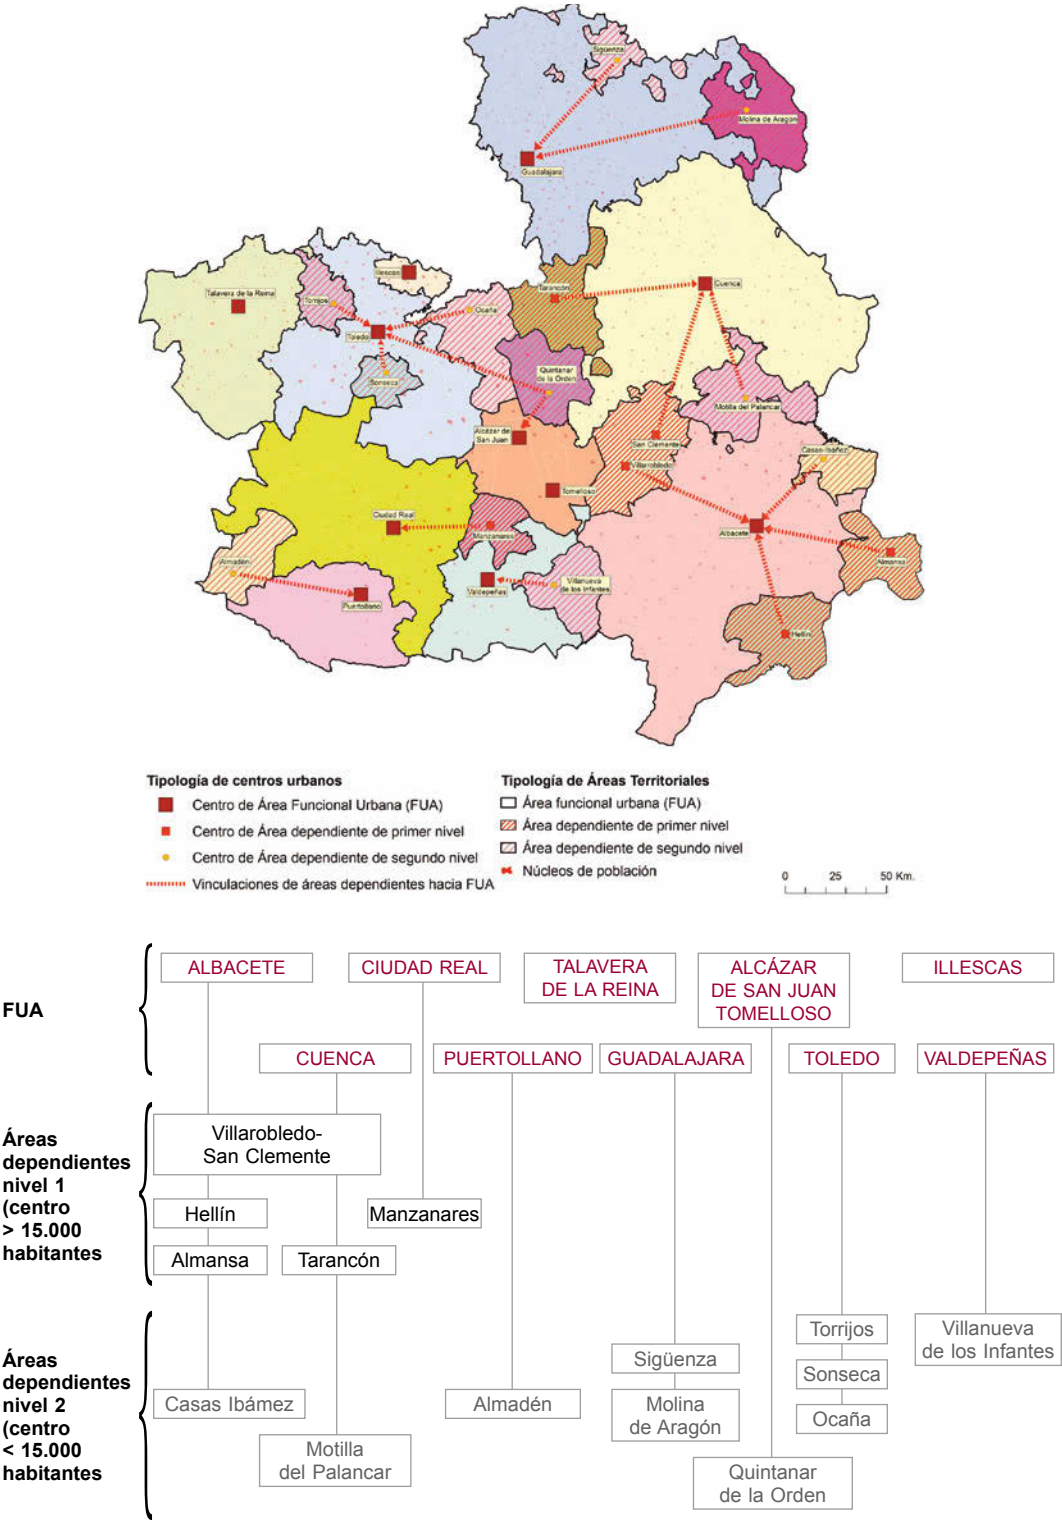 Sigüenza
Molina de Aragón
Guadalajara
Illescas
Cuenca
Talavera de la Reina
Torrijos
Tarancón
Ocaña
Toledo
Sonseca
Quintanar
de la Orden
Motilla del Palancar
Alcázar de
San Juan
San Clemente
Villarrobledo
Casas-Ibáñez
Tomelloso
Ciudad Real
Manzanares
Albacete
Almansa
Almadén
Puertollano
Valdepeñas
Villanueva
de los Infantes
Hellín
Tipología de centros urbanos
Centro de Área Funcional Urbana (FUA)
Centro de Área dependiente de primer nivel
Centro de Área dependiente de segundo nivel
Vinculaciones de áreas dependientes hacia FUA
Tipología de Áreas Territoriales
Área funcional urbana (FUA)
Área dependiente de primer nivel
Área dependiente de segundo nivel
Núcleos de población
0 25 50 Km.
FUA
ALBACETE
CIUDAD REAL
TALAVERA
DE LA REINA
ALCÁZAR
DE SAN JUAN
TOMELLOSO
ILLESCAS
CUENCA
PUERTOLLANO
GUADALAJARA
TOLEDO
VALDEPEÑAS
Áreas
dependientes
nivel 1
(centro
> 15.000
habitantes
Villarobledo-
San Clemente
Hellín
Manzanares
Almansa
Tarancón
Áreas
dependientes
nivel 2
(centro
< 15.000
habitantes
Torrijos
Villanueva
de los Infantes
Sigüenza
Sonseca
Casas Ibámez
Almadén
Molina
de Aragón
Ocaña
Motilla
del Palancar
Quintanar
de la Orden